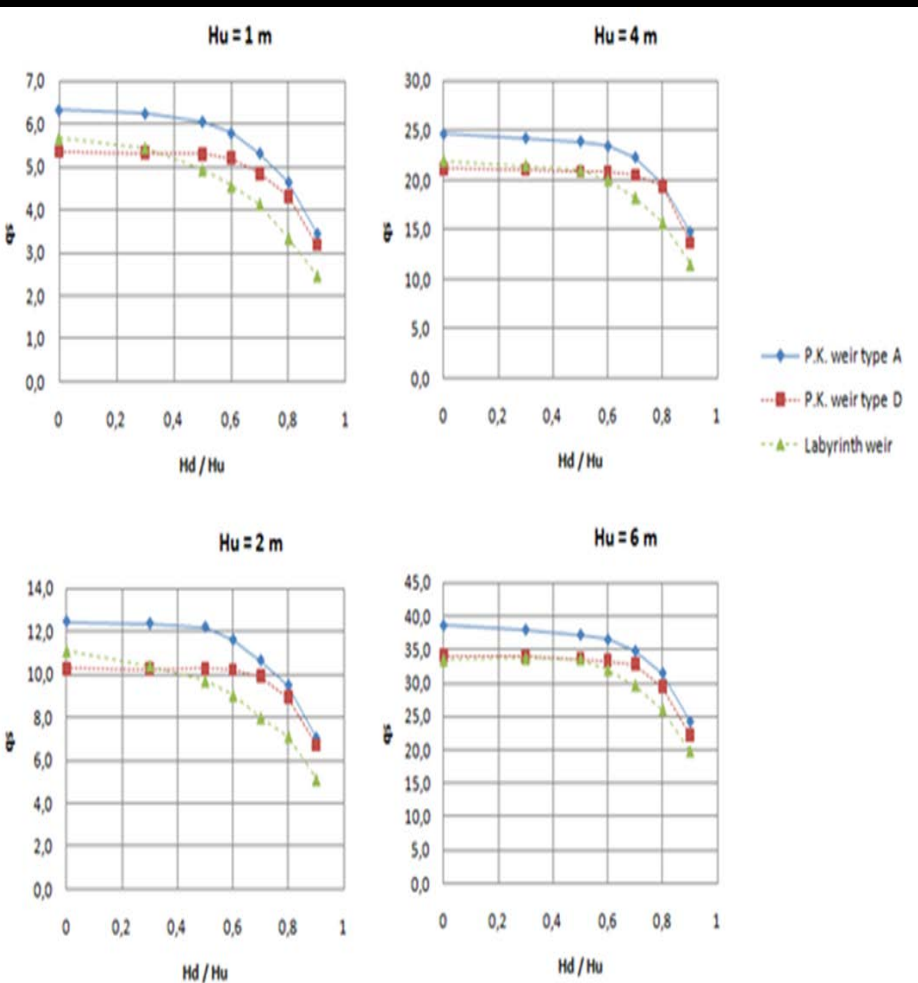 Hu = 1 m
7,0
6,0
5,0
4,0
3,0
2,0
1,0
0,0
qs
0 0,2 0,4 0,6 0,8 1
Hd / Hu
Hu = 4 m
30,0
25,0
20,0
15,0
10,0
5,0
0,0
qs
0 0,2 0,4 0,6 0,8 1
Hd / Hu
P.K. weir type A
P.K. weir type D
Labyrinth weir
Hu = 2 m
14,0
12,0
10,0
8,0
6,0
4,0
2,0
0,0
qs
0 0,2 0,4 0,6 0,8 1
Hd / Hu
Hu = 6 m
45,0
40,0
35,0
30,0
25,0
20,0
15,0
10,0
5,0
0,0
qs
0 0,2 0,4 0,6 0,8 1
Hd / Hu